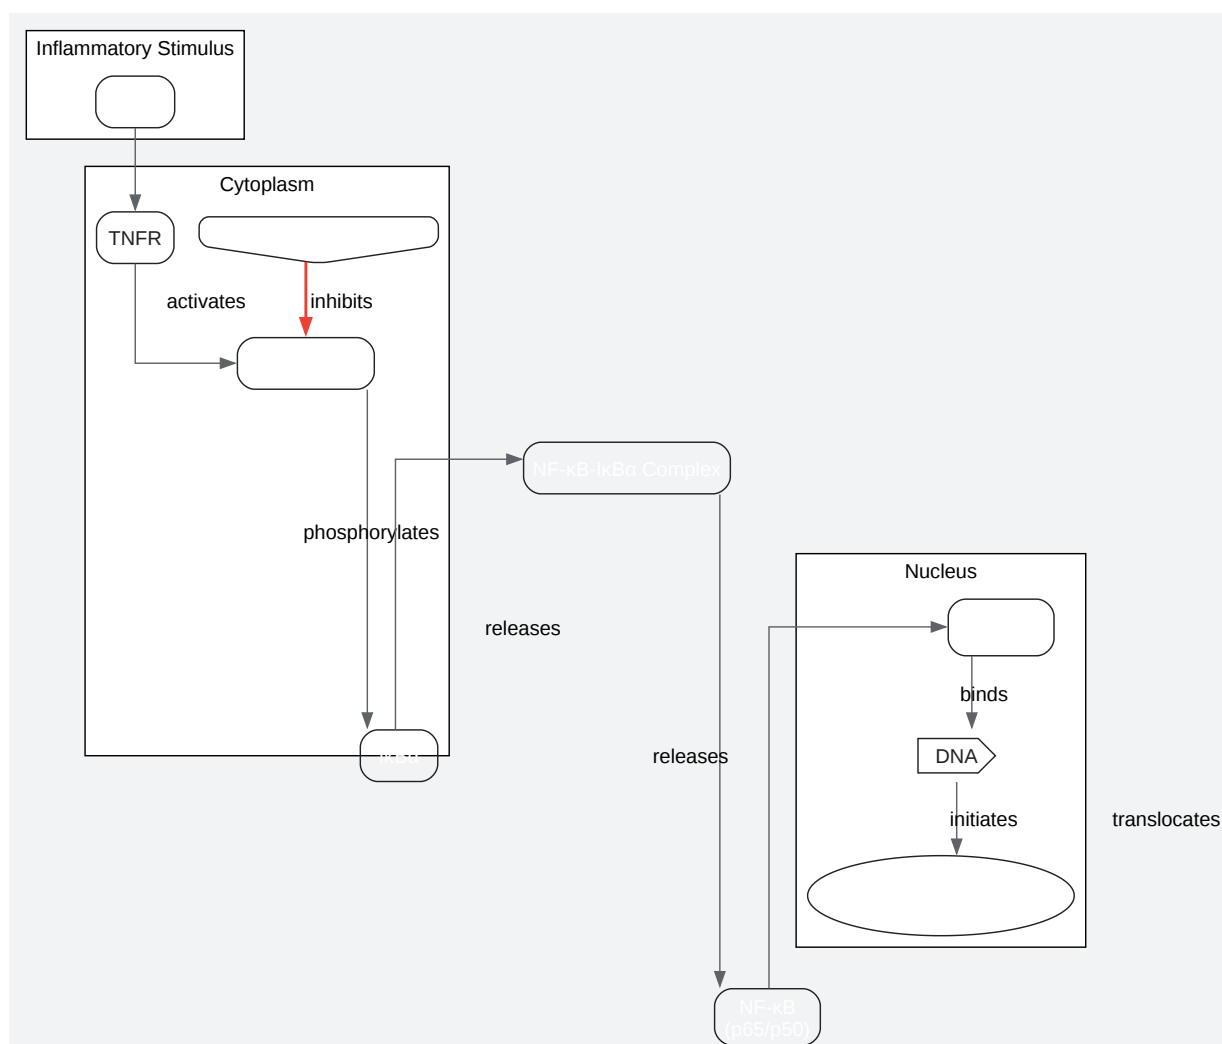 Inflammatory Stimulus
Cytoplasm
TNFR
activates
inhibits
NF-κB-IκBα Complex
phosphorylates
Nucleus
releases
binds
IκBα
releases
DNA
initiates
translocates
NF-κB
(p65/p50)